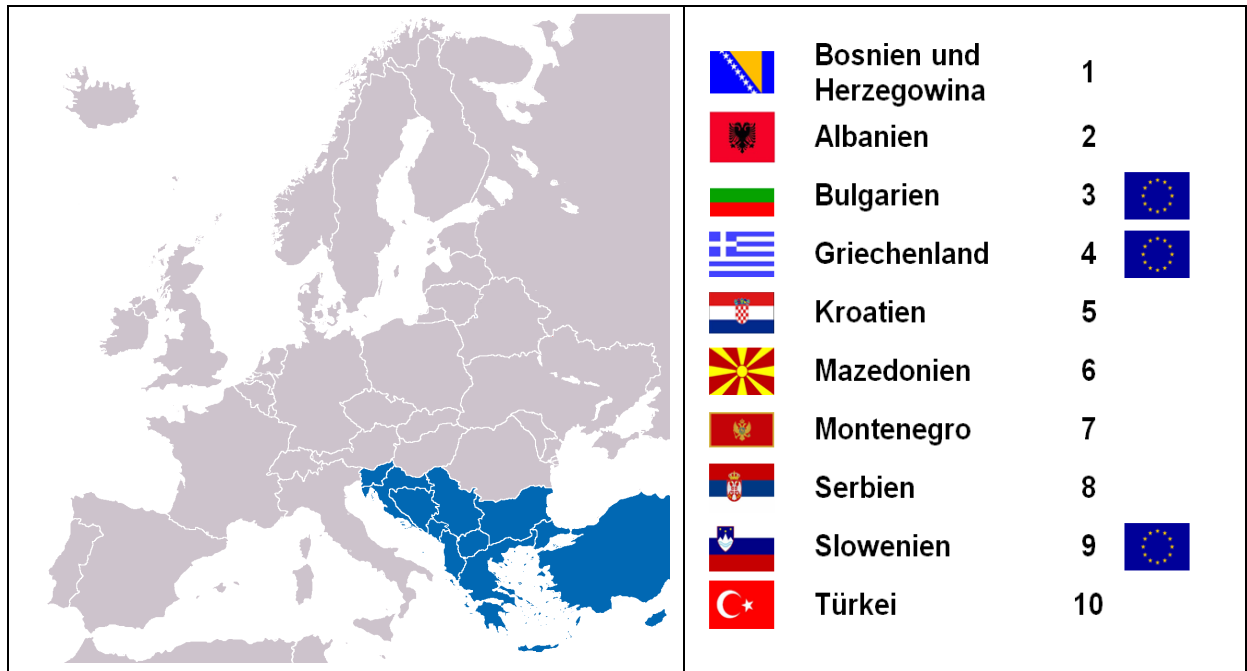 Bosnien und
Herzegowina 1
Albanien 2
Bulgarien 3
Griechenland 4
Kroatien 5
Mazedonien 6
Montenegro 7
Serbien 8
Slowenien 9
Türkei 10